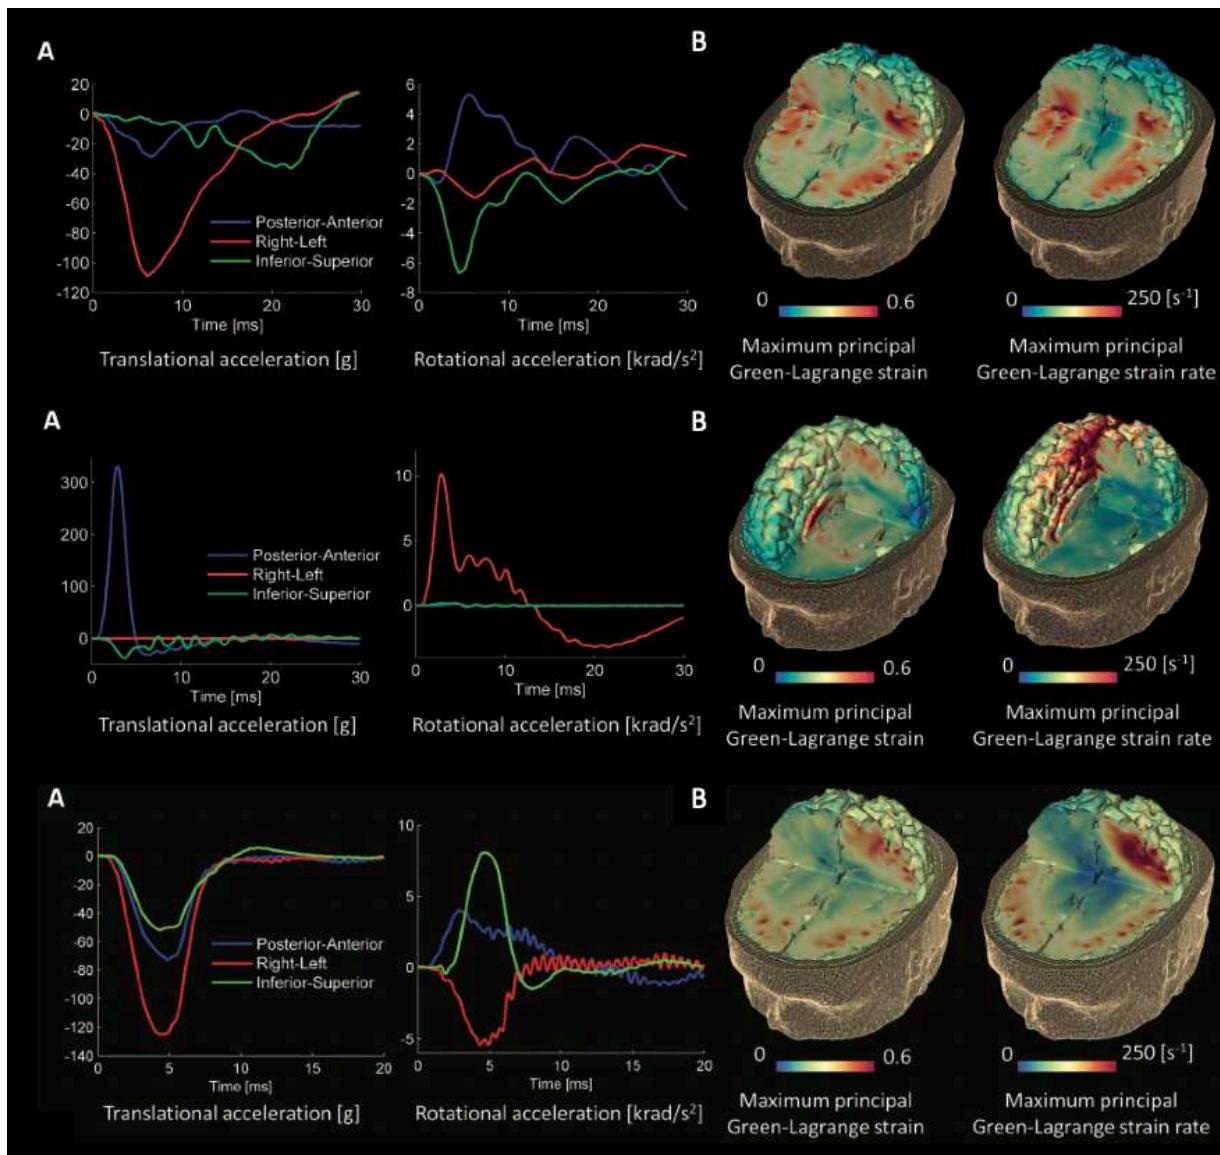 A
B
20
0
-20
-40
-60
-80
-100
-120
Posterior-Anterior
Right-Left
Inferior-Superior
0 10 20 30
Time [ms]
Translational acceleration [g]
6
4
2
0
-2
-4
-6
-8
0 10 20 30
Time [ms]
Rotational acceleration [krad/s²]
0 0.6
Maximum principal
Green-Lagrange strain
0 250 [s⁻¹]
Maximum principal
Green-Lagrange strain rate
A
B
300
200
100
0
Posterior-Anterior
Right-Left
Inferior-Superior
0 10 20 30
Time [ms]
Translational acceleration [g]
10
5
0
0 10 20 30
Time [ms]
Rotational acceleration [krad/s²]
0 0.6
Maximum principal
Green-Lagrange strain
0 250 [s⁻¹]
Maximum principal
Green-Lagrange strain rate
A
B
20
0
-20
-40
-60
-80
-100
-120
-140
Posterior-Anterior
Right-Left
Inferior-Superior
0 5 10 15 20
Time [ms]
Translational acceleration [g]
10
5
0
-5
0 5 10 15 20
Time [ms]
Rotational acceleration [krad/s²]
0 0.6
Maximum principal
Green-Lagrange strain
0 250 [s⁻¹]
Maximum principal
Green-Lagrange strain rate